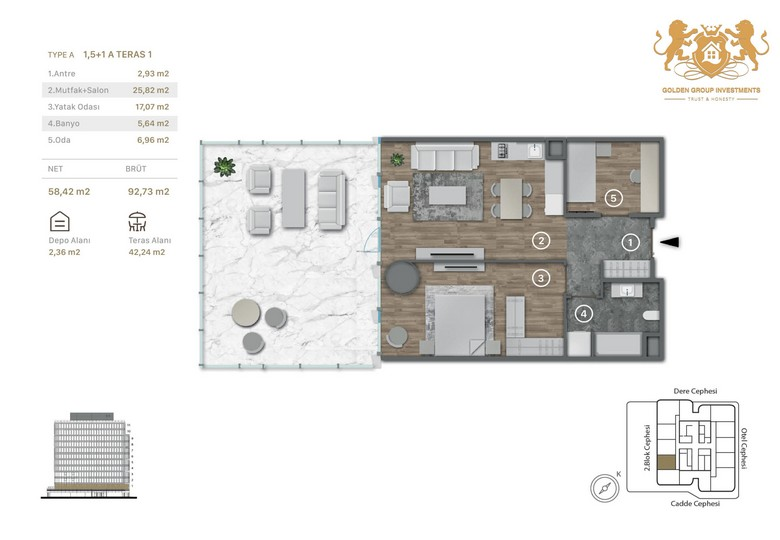 TYPE A 1,5+1 A TERAS 1
1.Antre 2,93 m2
2.Mutfak+Salon 25,82 m2
3.Yatak Odası 17,07 m2
4.Banyo 5,64 m2
5.Oda 6,96 m2
NET BRÜT
58,42 m2 92,73 m2
Depo Alanı Teras Alanı
2,36 m2 42,24 m2
GOLDEN GROUP INVESTMENTS
TRUST & HONESTY
5
1
2
3
4
Dere Cephesi
2.Blok Cephesi
Otel Cephesi
K
Cadde Cephesi